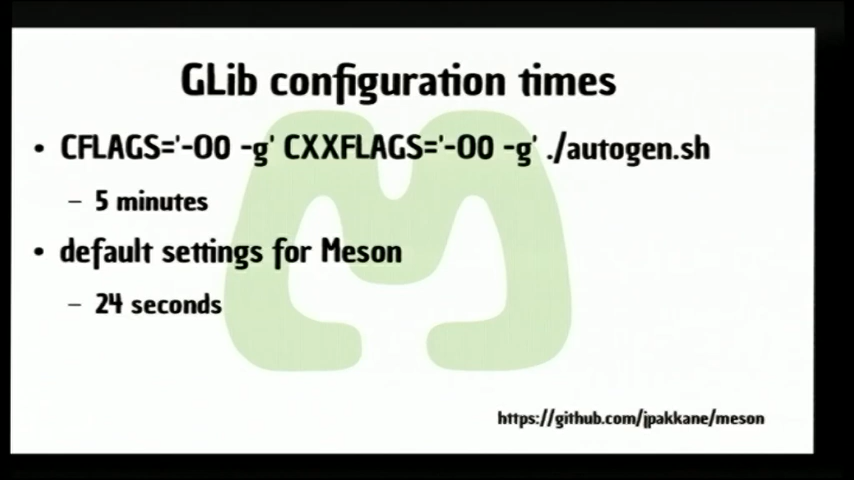 GLib configuration times
• CFLAGS='-O0 -g' CXXFLAGS='-O0 -g' ./autogen.sh
– 5 minutes
• default settings for Meson
– 24 seconds
https://github.com/jpakkane/meson